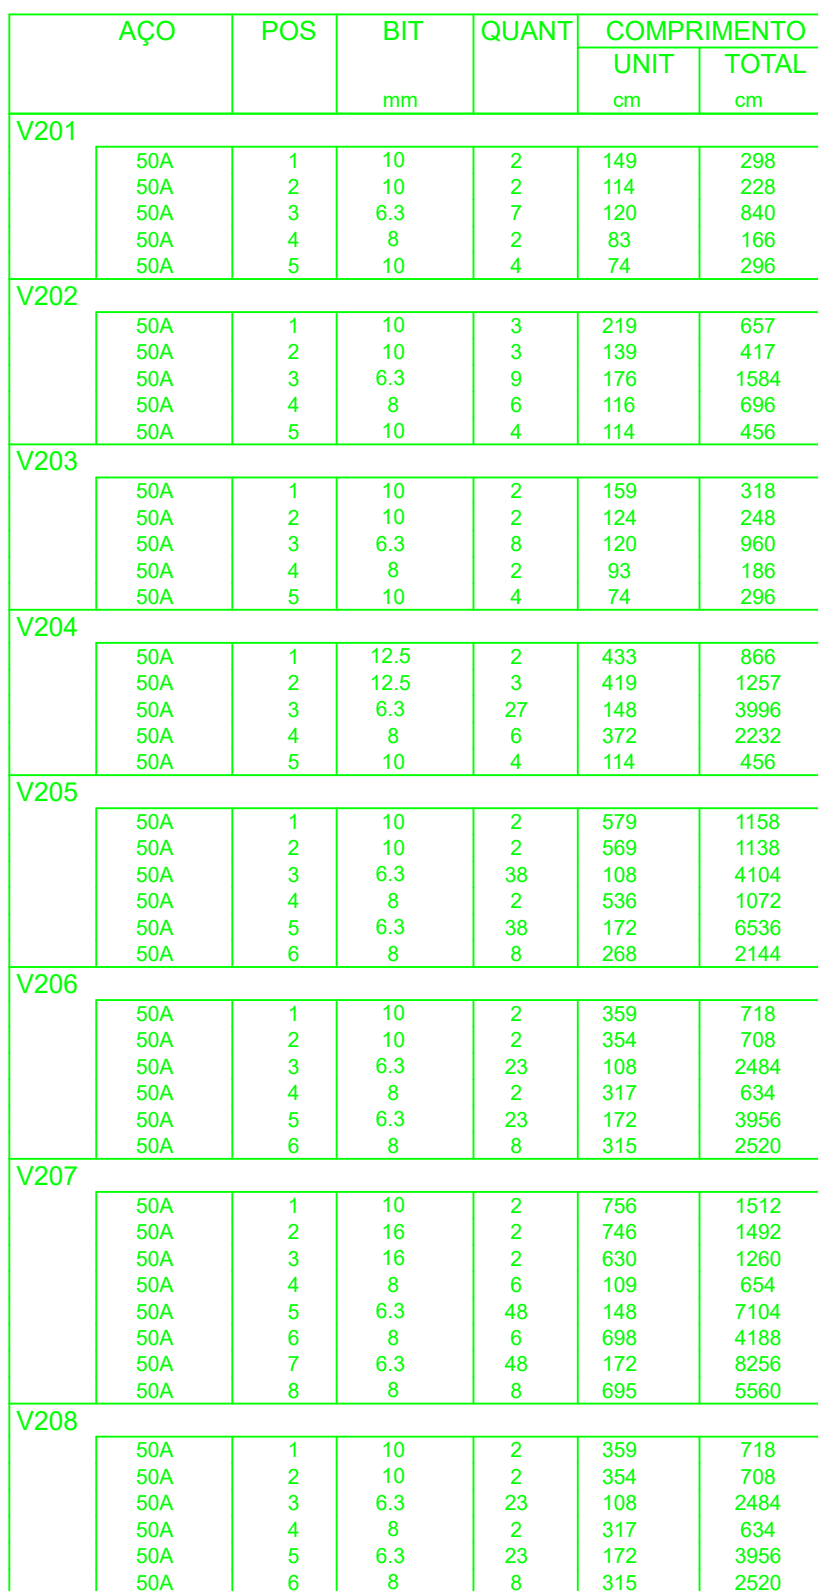 AÇO POS BIT QUANT COMPRIMENTO
UNIT TOTAL
mm cm cm
V201
50A 1 10 2 149 298
50A 2 10 2 114 228
50A 3 6.3 7 120 840
50A 4 8 2 83 166
50A 5 10 4 74 296
V202
50A 1 10 3 219 657
50A 2 10 3 139 417
50A 3 6.3 9 176 1584
50A 4 8 6 116 696
50A 5 10 4 114 456
V203
50A 1 10 2 159 318
50A 2 10 2 124 248
50A 3 6.3 8 120 960
50A 4 8 2 93 186
50A 5 10 4 74 296
V204
50A 1 12.5 2 433 866
50A 2 12.5 3 419 1257
50A 3 6.3 27 148 3996
50A 4 8 6 372 2232
50A 5 10 4 114 456
V205
50A 1 10 2 579 1158
50A 2 10 2 569 1138
50A 3 6.3 38 108 4104
50A 4 8 2 536 1072
50A 5 6.3 38 172 6536
50A 6 8 8 268 2144
V206
50A 1 10 2 359 718
50A 2 10 2 354 708
50A 3 6.3 23 108 2484
50A 4 8 2 317 634
50A 5 6.3 23 172 3956
50A 6 8 8 315 2520
V207
50A 1 10 2 756 1512
50A 2 16 2 746 1492
50A 3 16 2 630 1260
50A 4 8 6 109 654
50A 5 6.3 48 148 7104
50A 6 8 6 698 4188
50A 7 6.3 48 172 8256
50A 8 8 8 695 5560
V208
50A 1 10 2 359 718
50A 2 10 2 354 708
50A 3 6.3 23 108 2484
50A 4 8 2 317 634
50A 5 6.3 23 172 3956
50A 6 8 8 315 2520